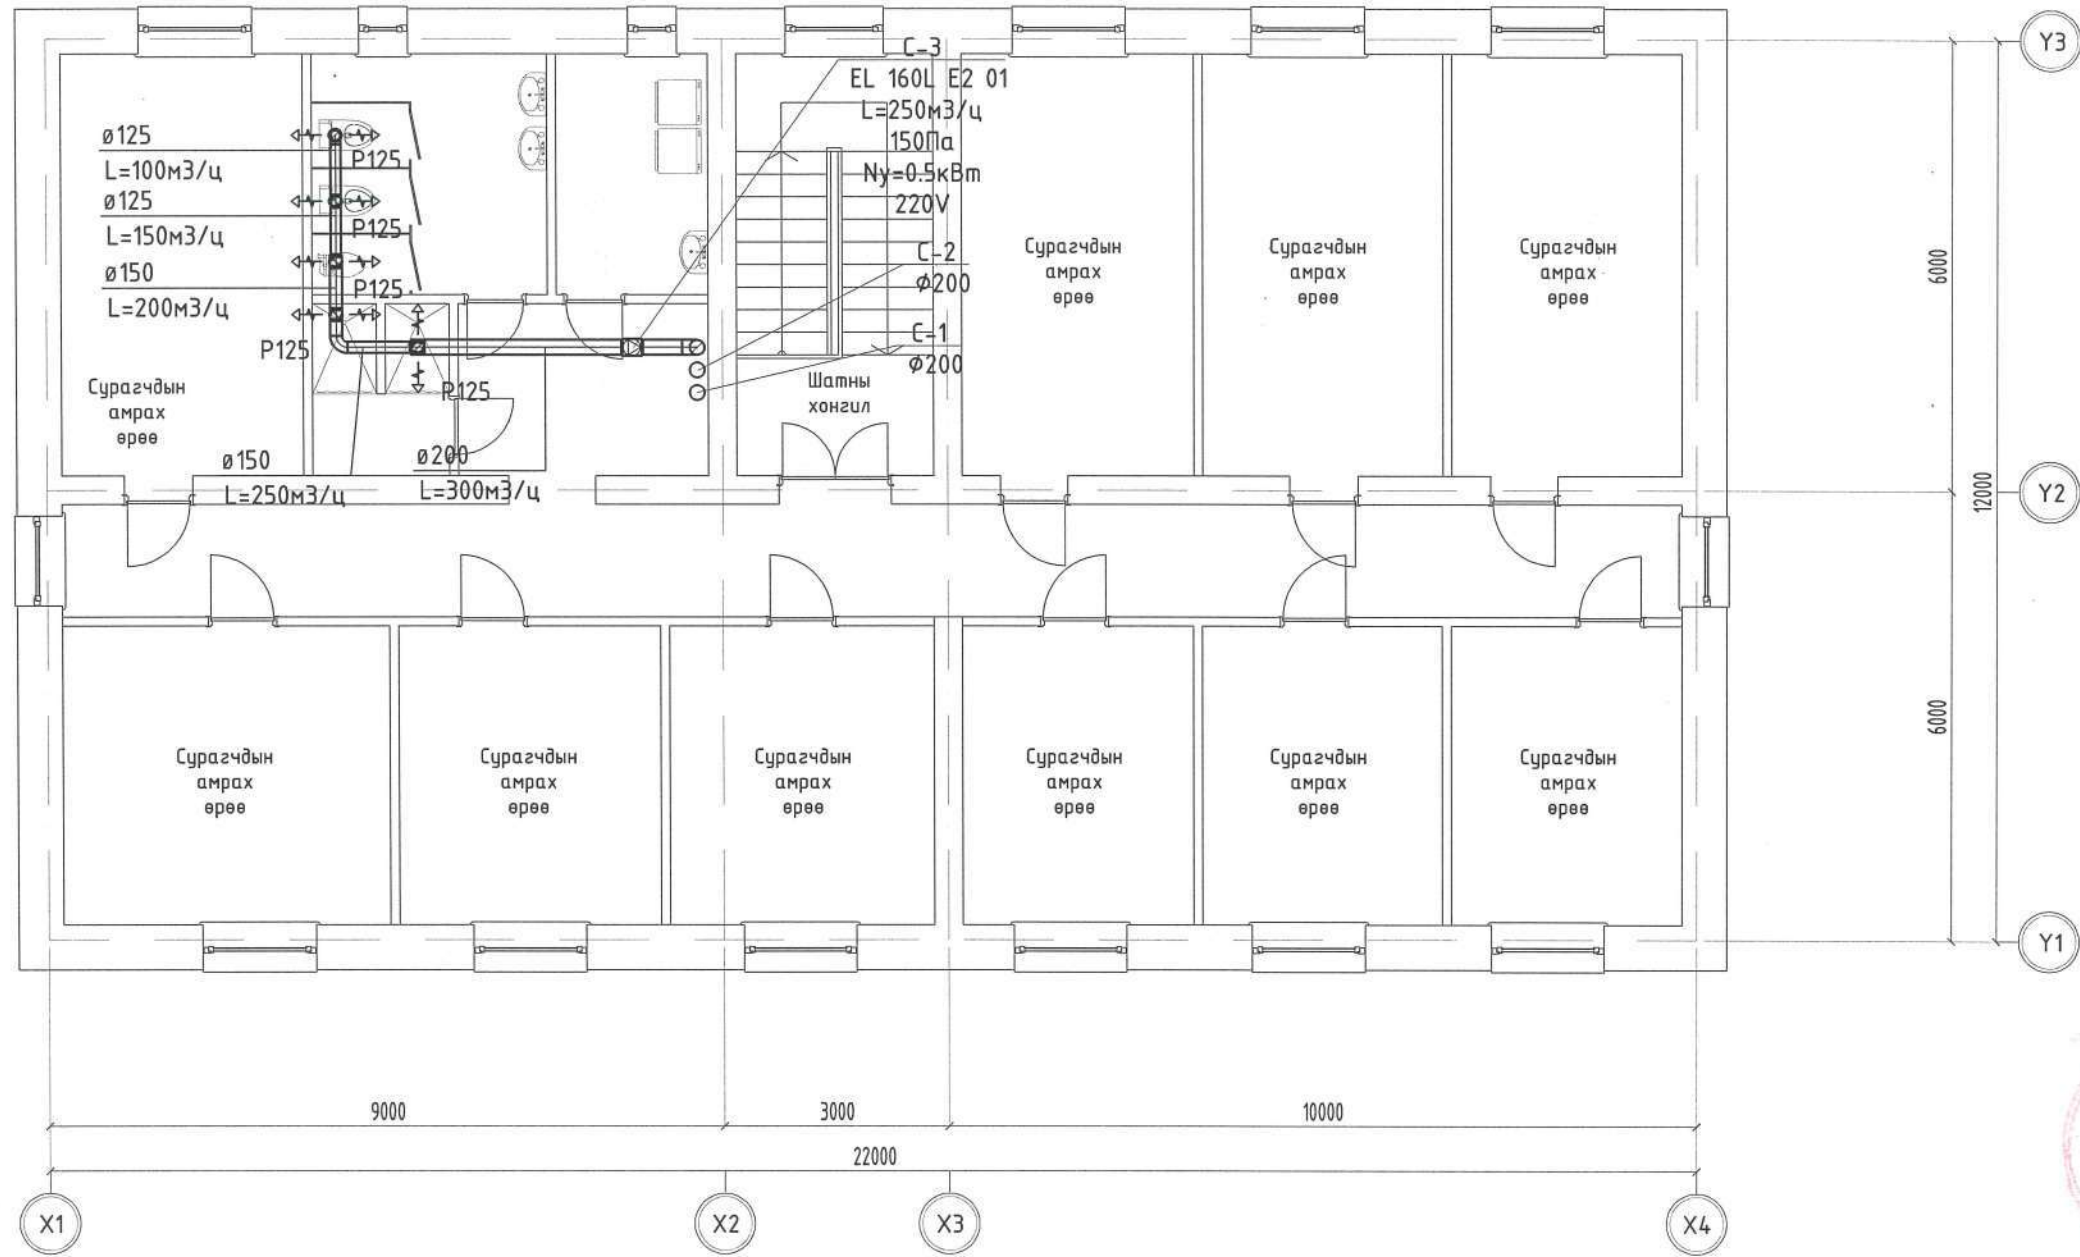 Y3
C-3
EL 160L E2 01
L=250м3/ц
150Па
Ny=0.5кВт
220V
ø125
L=100м3/ц
P125
ø125
L=150м3/ц
P125
ø150
L=200м3/ц
P125
P125
P125
C-2
Ø200
C-1
Ø200
Сурагчдын
амрах
өрөө
Сурагчдын
амрах
өрөө
Сурагчдын
амрах
өрөө
6000
Сурагчдын
амрах
өрөө
Шатны
хонгил
ø150
L=250м3/ц
ø200
L=300м3/ц
12000
Y2
6000
Сурагчдын
амрах
өрөө
Сурагчдын
амрах
өрөө
Сурагчдын
амрах
өрөө
Сурагчдын
амрах
өрөө
Сурагчдын
амрах
өрөө
Сурагчдын
амрах
өрөө
Y1
9000
3000
10000
22000
X1
X2
X3
X4